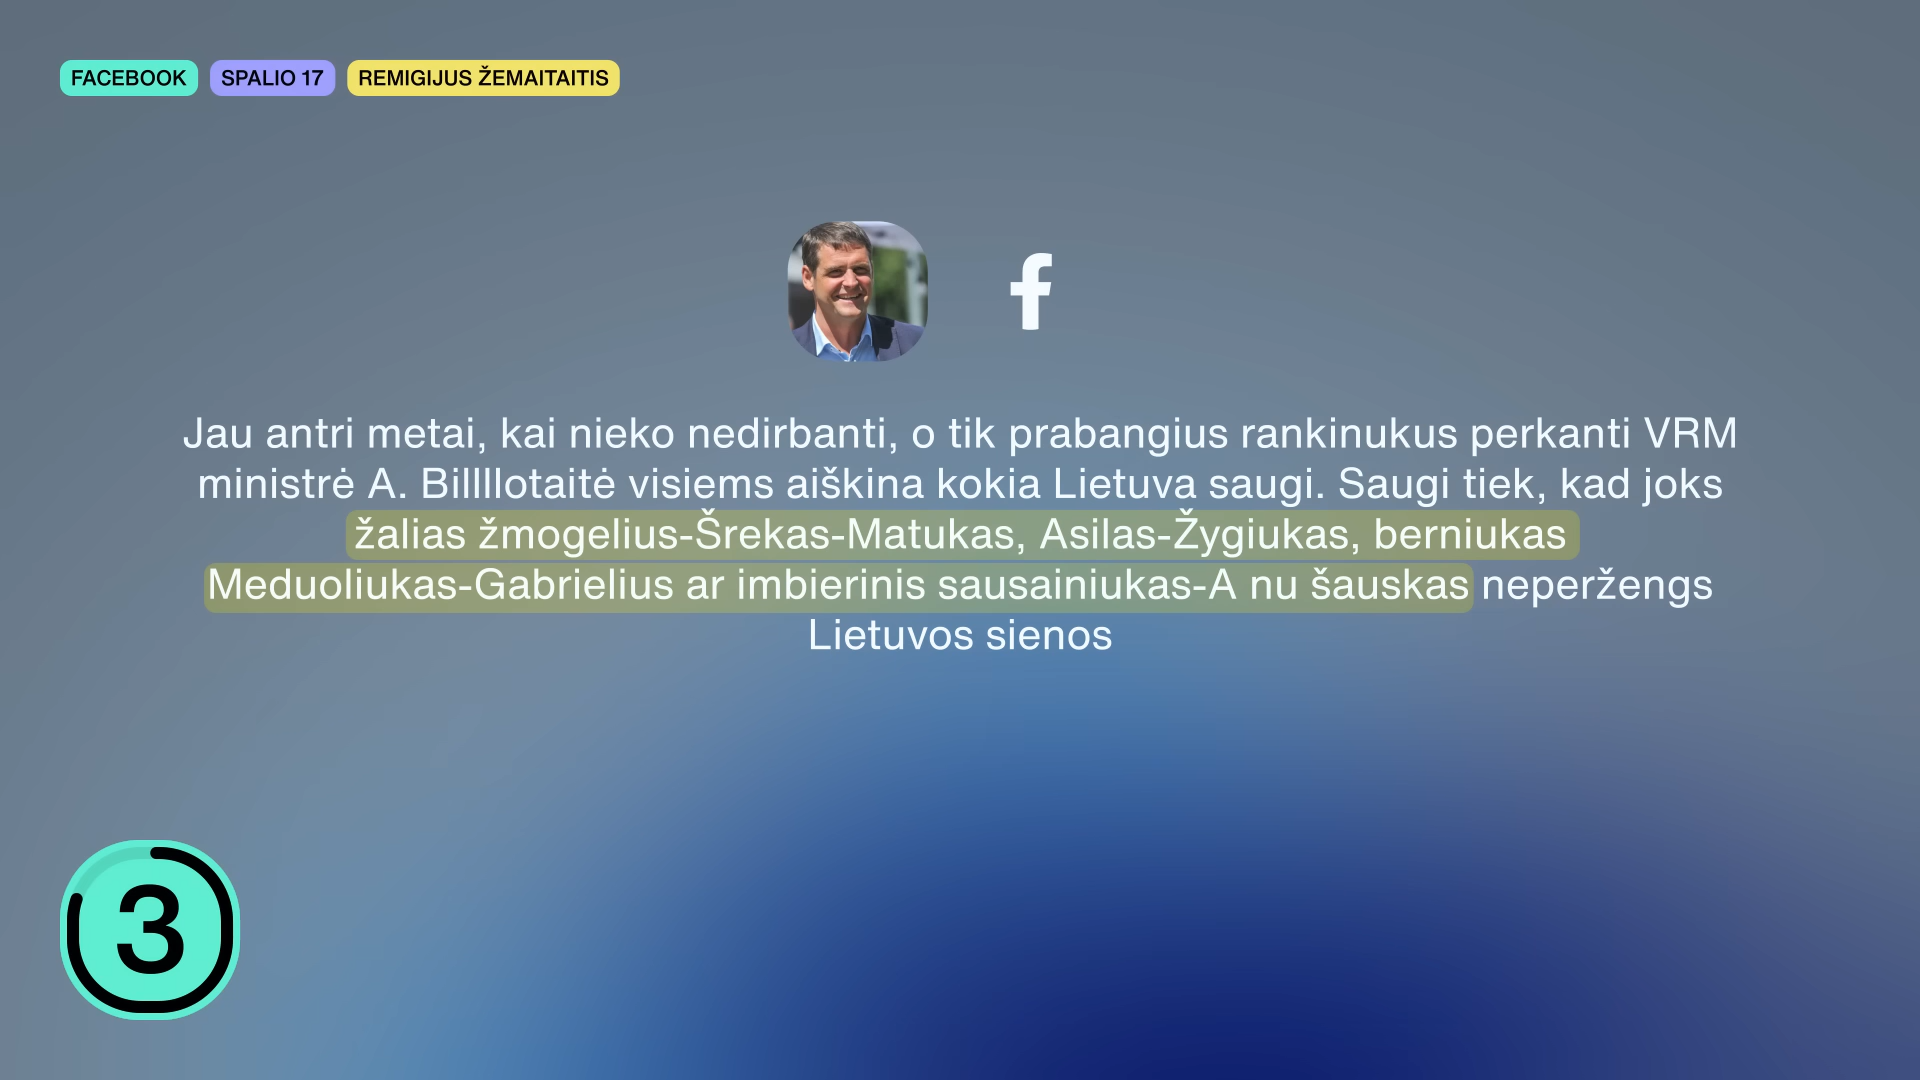 FACEBOOK SPALIO 17 REMIGIJUS ŽEMAITAITIS
Jau antri metai, kai nieko nedirbanti, o tik prabangius rankinukus perkanti VRM
ministrė A. Billllotaitė visiems aiškina kokia Lietuva saugi. Saugi tiek, kad joks
žalias žmogelius-Šrekas-Matukas, Asilas-Žygiukas, berniukas
Meduoliukas-Gabrielius ar imbierinis sausainiukas-A nu šauskas neperžengs
Lietuvos sienos
3